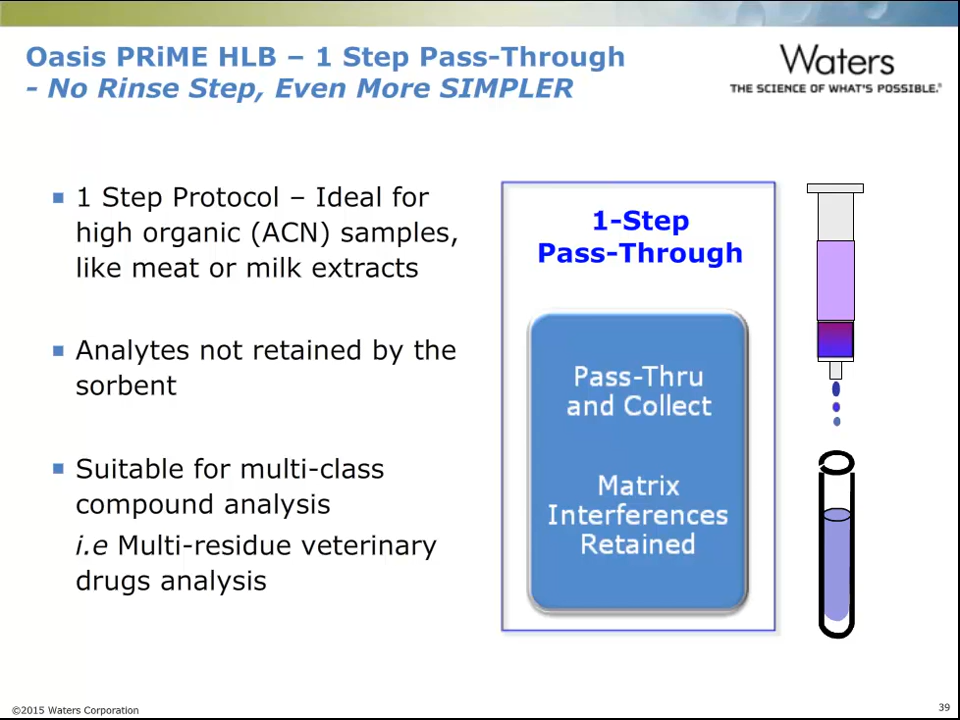 Oasis PRiME HLB – 1 Step Pass-Through
- No Rinse Step, Even More SIMPLER
Waters
THE SCIENCE OF WHAT'S POSSIBLE.®
1 Step Protocol – Ideal for
high organic (ACN) samples,
like meat or milk extracts
Analytes not retained by the
sorbent
Suitable for multi-class
compound analysis
i.e Multi-residue veterinary
drugs analysis
1-Step
Pass-Through
Pass-Thru
and Collect
Matrix
Interferences
Retained
©2015 Waters Corporation
39